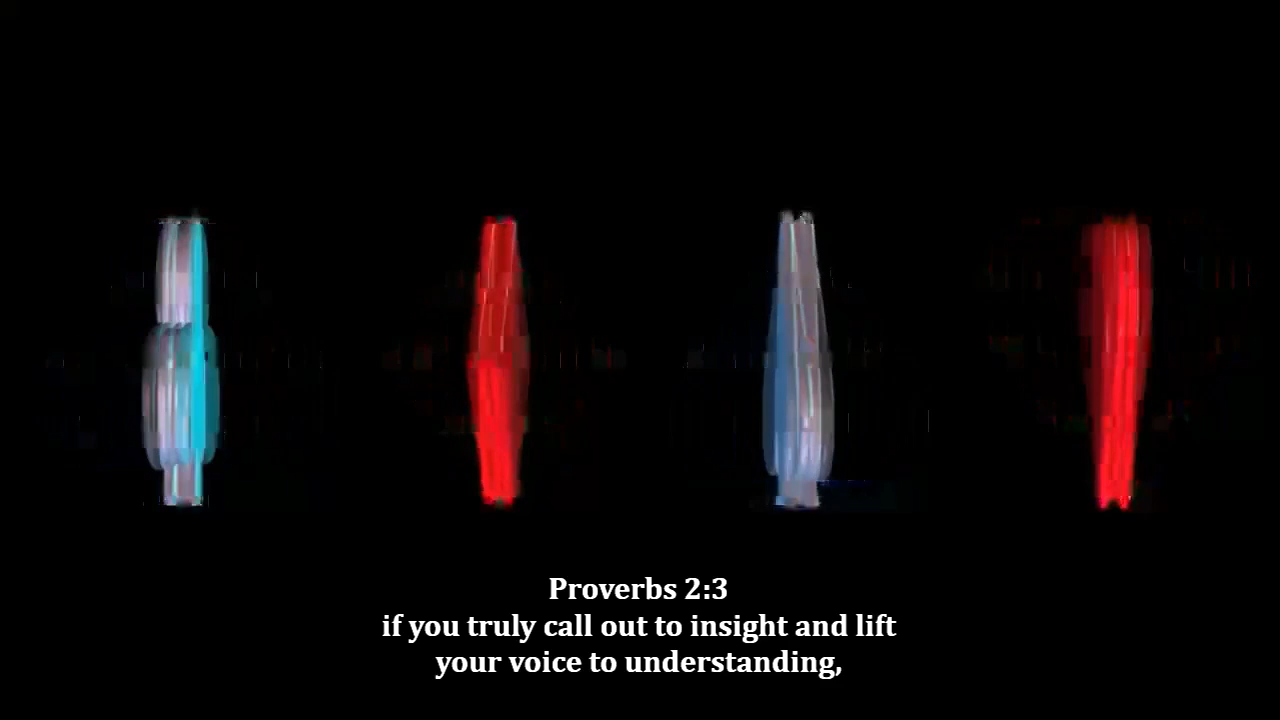 Proverbs 2:3
if you truly call out to insight and lift
your voice to understanding,